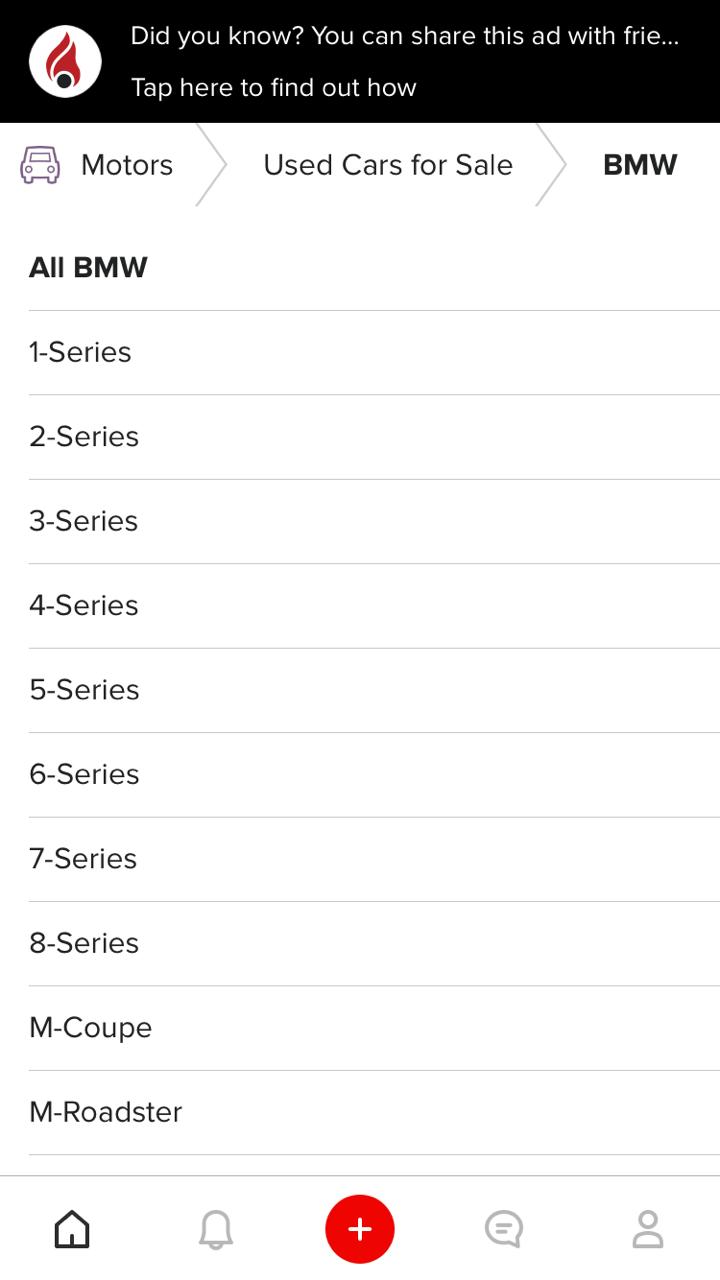 Did you know? You can share this ad with frie...
Tap here to find out how
Motors
Used Cars for Sale
BMW
All BMW
1-Series
2-Series
3-Series
4-Series
5-Series
6-Series
7-Series
8-Series
M-Coupe
M-Roadster